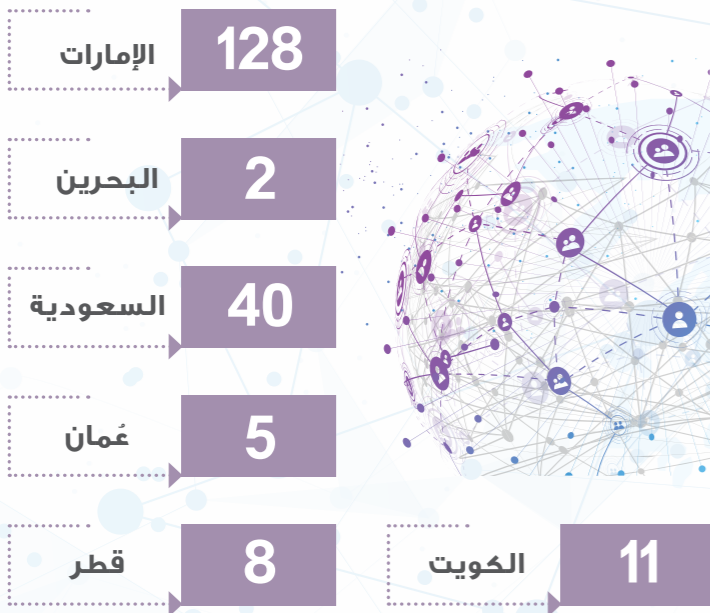 الإمارات 128
البحرين 2
السعودية 40
عُمان 5
قطر 8
الكويت 11